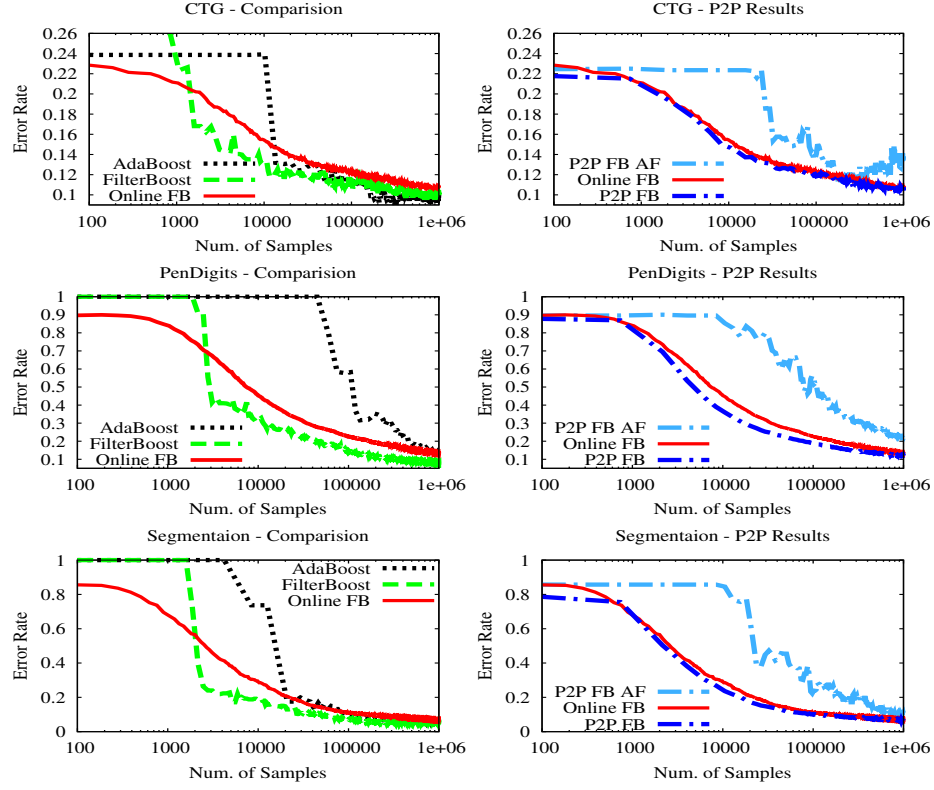 CTG - Comparision
0.26
0.24
0.22
0.2
0.18
0.16
0.14
0.12
0.1
Error Rate
AdaBoost
FilterBoost
Online FB
100
1000
10000
100000
1e+06
Num. of Samples
CTG - P2P Results
0.26
0.24
0.22
0.2
0.18
0.16
0.14
0.12
0.1
Error Rate
P2P FB AF
Online FB
P2P FB
100
1000
10000
100000
1e+06
Num. of Samples
PenDigits - Comparision
1
0.9
0.8
0.7
0.6
0.5
0.4
0.3
0.2
0.1
Error Rate
AdaBoost
FilterBoost
Online FB
100
1000
10000
100000
1e+06
Num. of Samples
PenDigits - P2P Results
1
0.9
0.8
0.7
0.6
0.5
0.4
0.3
0.2
0.1
Error Rate
P2P FB AF
Online FB
P2P FB
100
1000
10000
100000
1e+06
Num. of Samples
Segmentaion - Comparision
1
0.8
0.6
0.4
0.2
0
Error Rate
AdaBoost
FilterBoost
Online FB
100
1000
10000
100000
1e+06
Num. of Samples
Segmentaion - P2P Results
1
0.8
0.6
0.4
0.2
0
Error Rate
P2P FB AF
Online FB
P2P FB
100
1000
10000
100000
1e+06
Num. of Samples